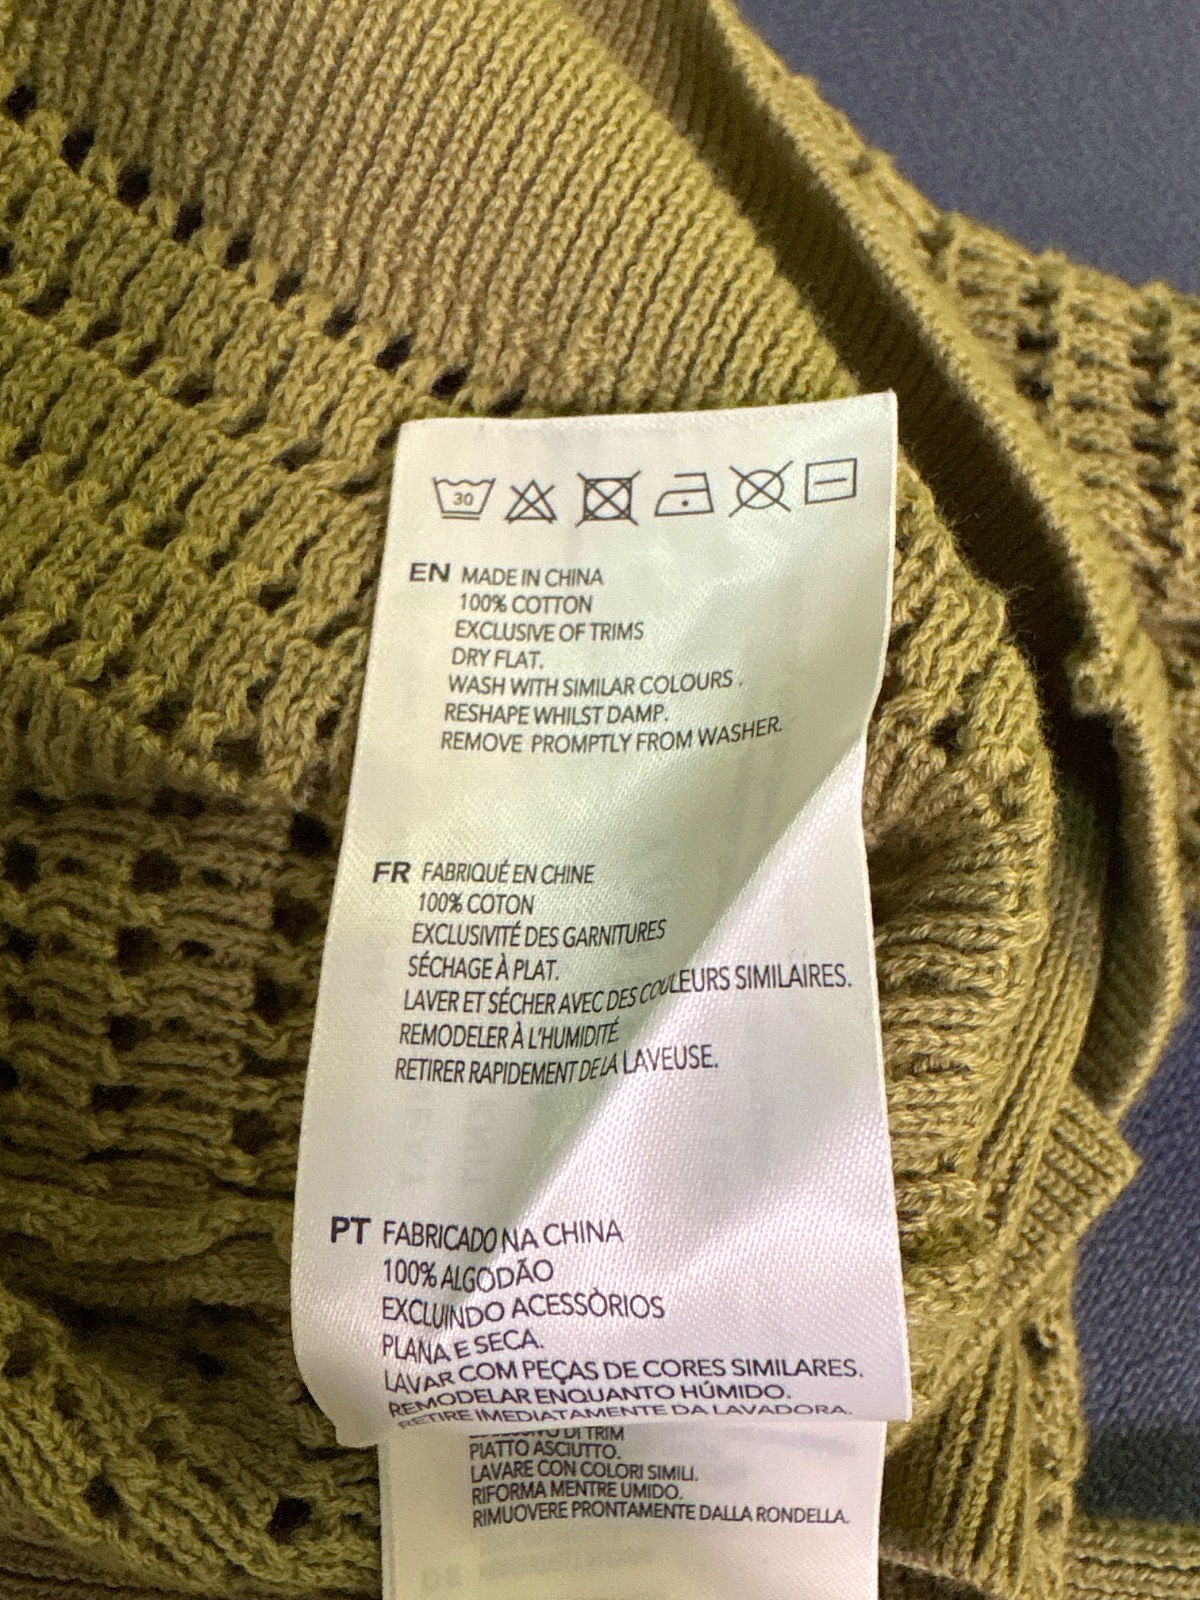 30
EN MADE IN CHINA
100% COTTON
EXCLUSIVE OF TRIMS
DRY FLAT.
WASH WITH SIMILAR COLOURS .
RESHAPE WHILST DAMP.
REMOVE PROMPTLY FROM WASHER.
FR FABRIQUÉ EN CHINE
100% COTON
EXCLUSIVITÉ DES GARNITURES
SÉCHAGE À PLAT.
LAVER ET SÉCHER AVEC DES COULEURS SIMILAIRES.
REMODELER À L'HUMIDITÉ
RETIRER RAPIDEMENT DE LA LAVEUSE.
PT FABRICADO NA CHINA
100% ALGODÃO
EXCLUINDO ACESSÒRIOS
PLANA E SECA.
LAVAR COM PEÇAS DE CORES SIMILARES.
REMODELAR ENQUANTO HÚMIDO.
RETIRE IMEDIATAMENTE DA LAVADORA.
DI TRIM
PIATTO ASCIUTTO.
LAVARE CON COLORI SIMILI.
RIFORMA MENTRE UMIDO.
RIMUOVERE PRONTAMENTE DALLA RONDELLA.